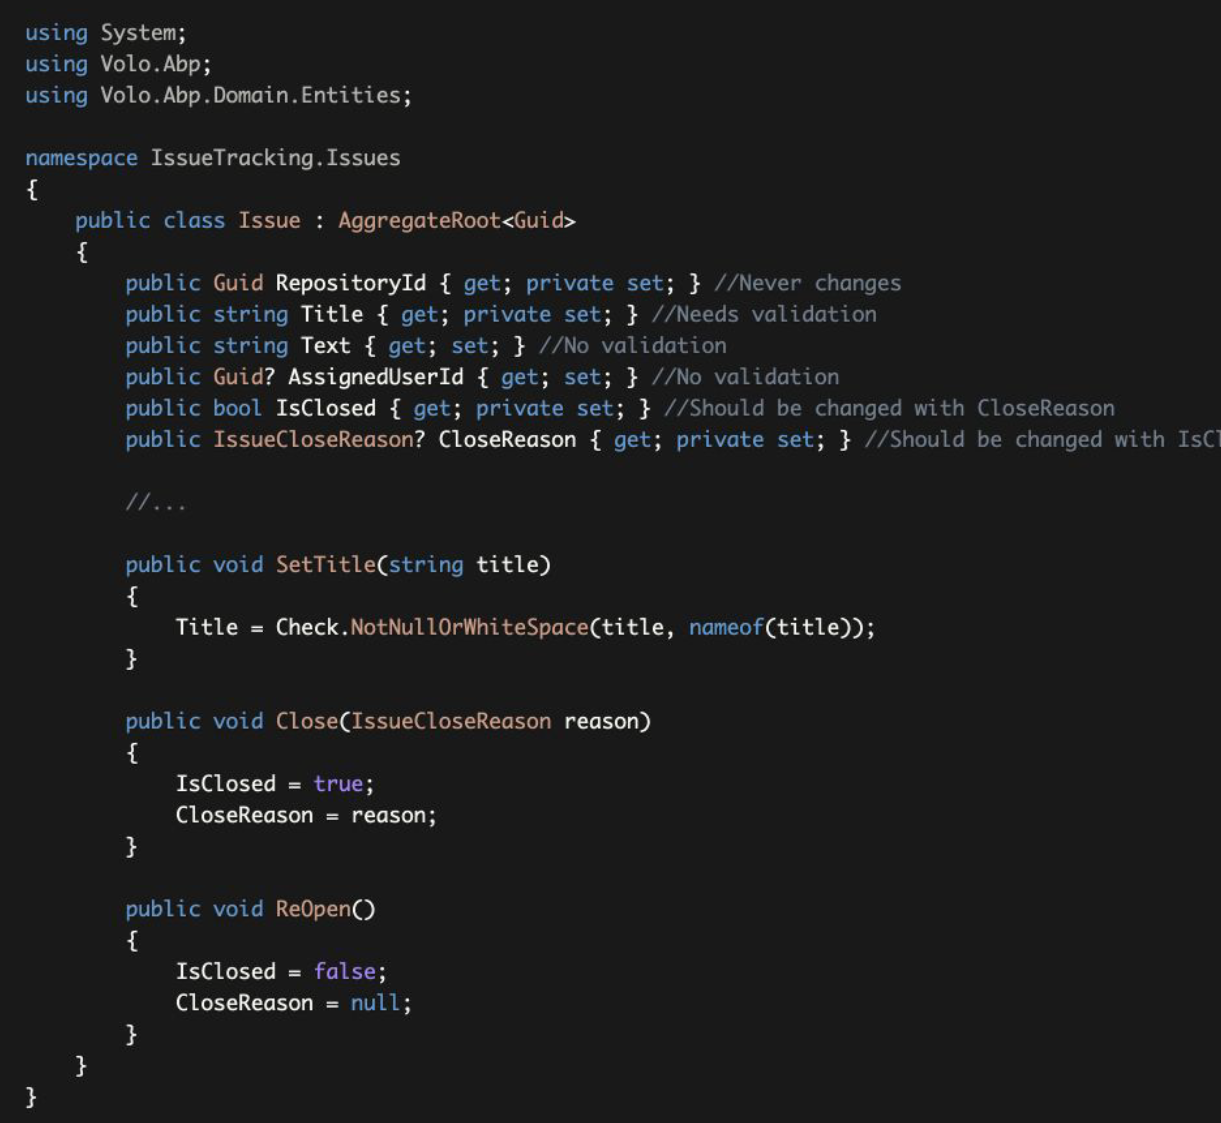 using System;
using Volo.Abp;
using Volo.Abp.Domain.Entities;

namespace IssueTracking.Issues
{
    public class Issue : AggregateRoot<Guid>
    {
        public Guid RepositoryId { get; private set; } //Never changes
        public string Title { get; private set; } //Needs validation
        public string Text { get; set; } //No validation
        public Guid? AssignedUserId { get; set; } //No validation
        public bool IsClosed { get; private set; } //Should be changed with CloseReason
        public IssueCloseReason? CloseReason { get; private set; } //Should be changed with IsCl

        //...

        public void SetTitle(string title)
        {
            Title = Check.NotNullOrWhiteSpace(title, nameof(title));
        }

        public void Close(IssueCloseReason reason)
        {
            IsClosed = true;
            CloseReason = reason;
        }

        public void ReOpen()
        {
            IsClosed = false;
            CloseReason = null;
        }
    }
}